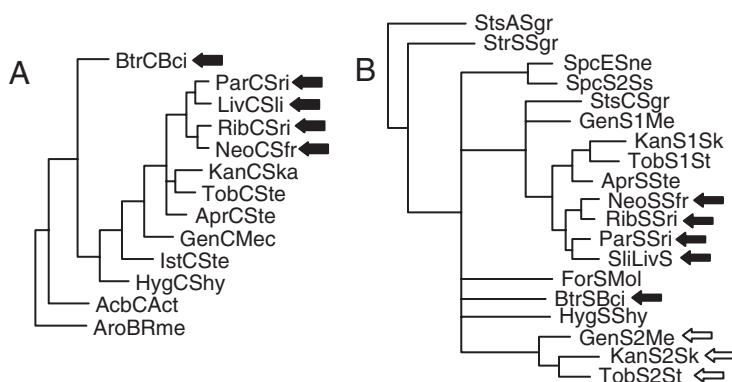 A
BtrCBci
ParCSri
LivCSli
RibCSri
NeoCSfr
KanCSka
TobCSte
AprCSte
GenCMec
IstCSte
HygCShy
AcbCAct
AroBRme
B
StsASgr
StrSSgr
SpcESne
SpcS2Ss
StsCSgr
GenS1Me
KanS1Sk
TobS1St
AprSSte
NeoSSfr
RibSSri
ParSSri
SliLivS
ForSMol
BtrSBci
HygSShy
GenS2Me
KanS2Sk
TobS2St